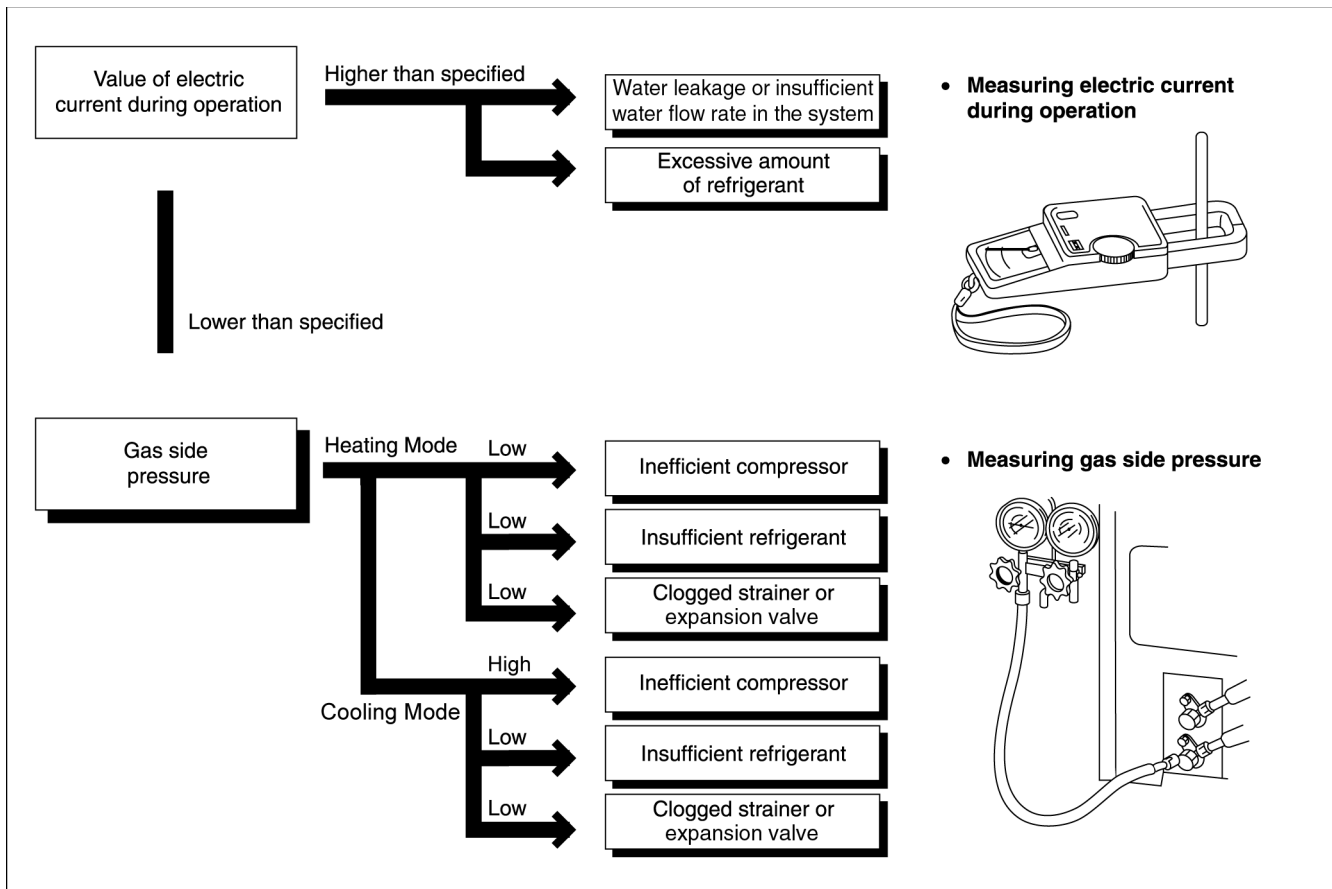 Value of electric
current during operation
Higher than specified
Water leakage or insufficient
water flow rate in the system
Excessive amount
of refrigerant
• Measuring electric current
during operation
Lower than specified
Gas side
pressure
Heating Mode
Low
Inefficient compressor
Low
Insufficient refrigerant
Low
Clogged strainer or
expansion valve
Cooling Mode
High
Inefficient compressor
Low
Insufficient refrigerant
Low
Clogged strainer or
expansion valve
• Measuring gas side pressure